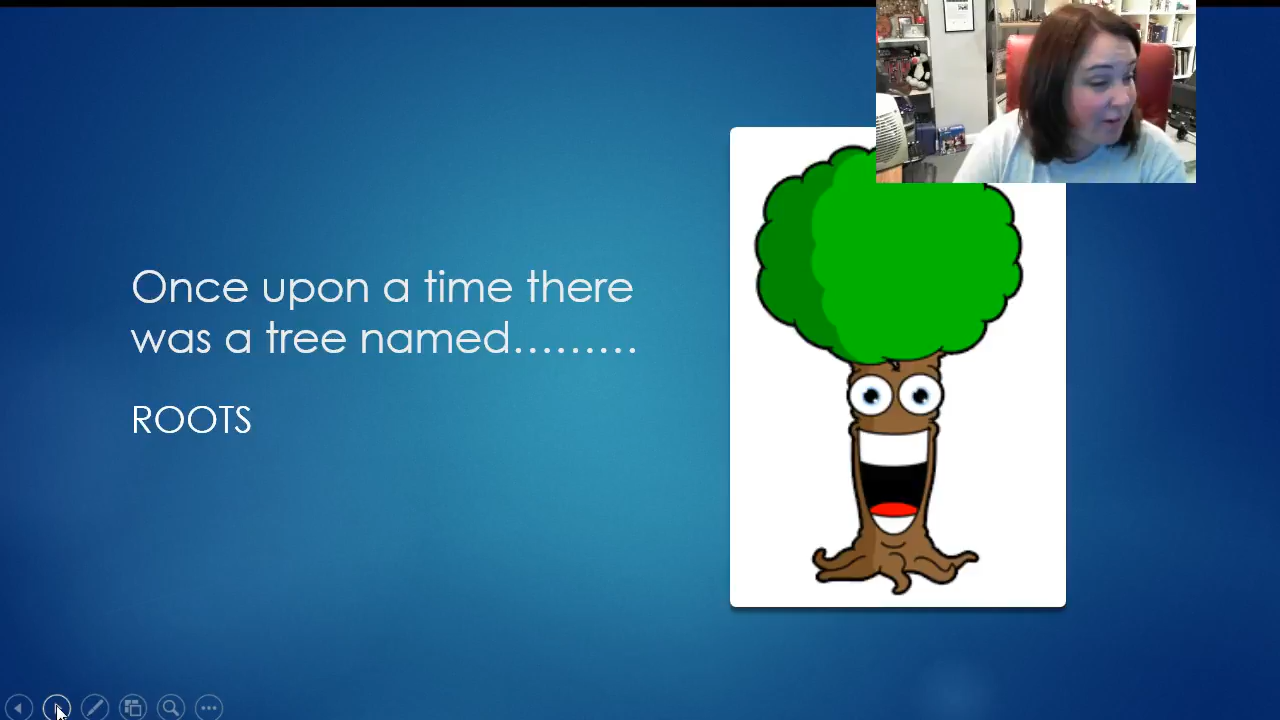 Once upon a time there
was a tree named.........
ROOTS